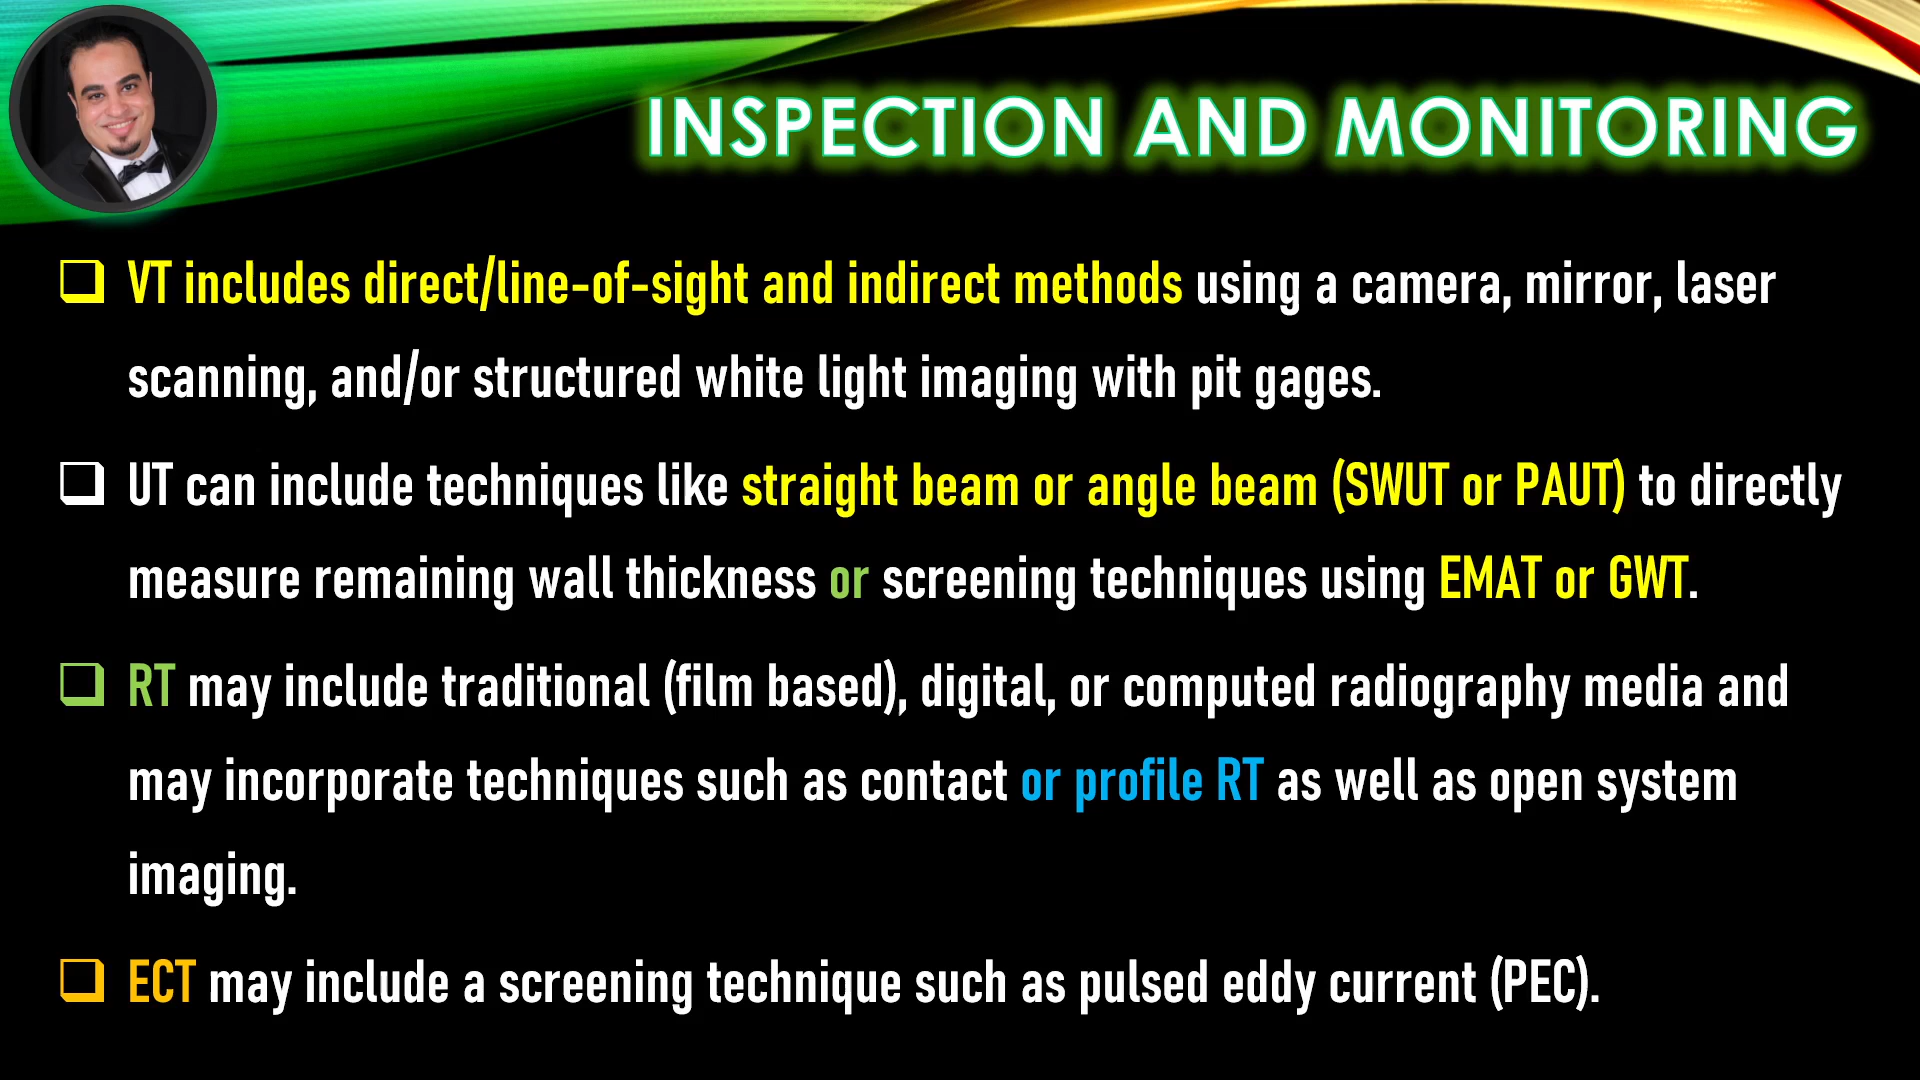 INSPECTION AND MONITORING
VT includes direct/line-of-sight and indirect methods using a camera, mirror, laser
scanning, and/or structured white light imaging with pit gages.
UT can include techniques like straight beam or angle beam (SWUT or PAUT) to directly
measure remaining wall thickness or screening techniques using EMAT or GWT.
RT may include traditional (film based), digital, or computed radiography media and
may incorporate techniques such as contact or profile RT as well as open system
imaging.
ECT may include a screening technique such as pulsed eddy current (PEC).